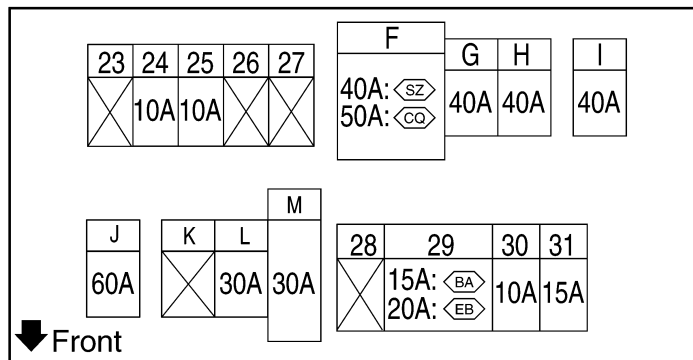 23 24 25 26 27
10A 10A
F
40A: SZ
50A: CQ
G H
40A 40A
I
40A
J
60A
K L
30A
M
30A
28 29 30 31
15A: BA
20A: EB
10A 15A
Front